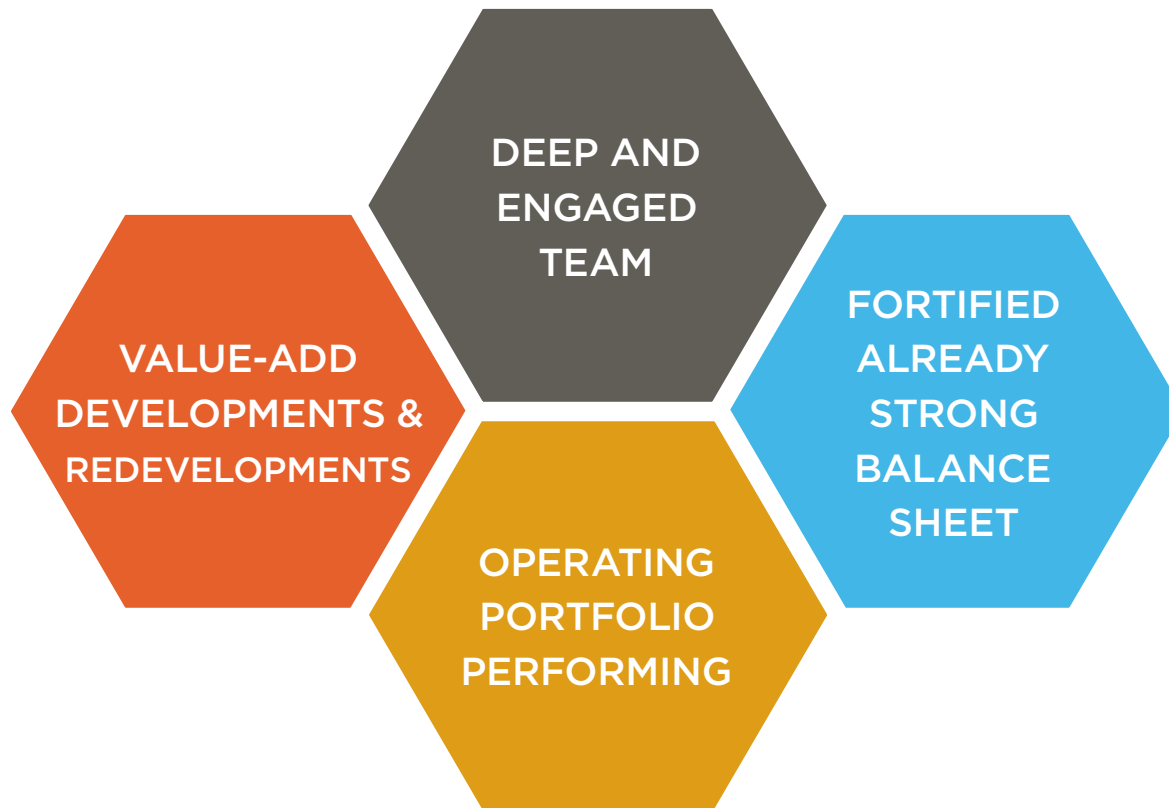 DEEP AND
ENGAGED
TEAM
VALUE-ADD
DEVELOPMENTS &
REDEVELOPMENTS
FORTIFIED
ALREADY
STRONG
BALANCE
SHEET
OPERATING
PORTFOLIO
PERFORMING